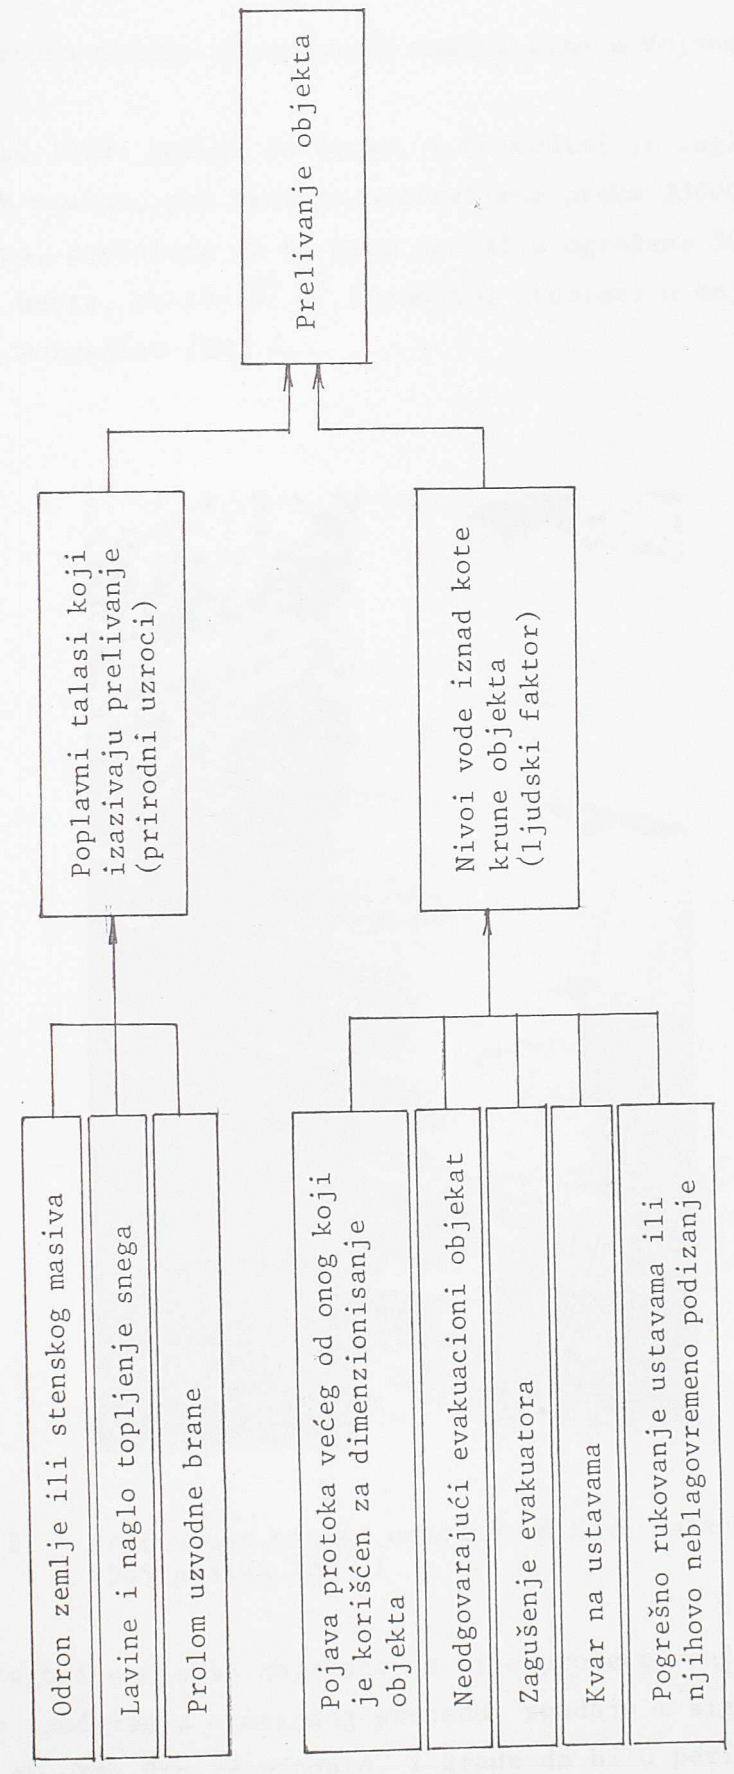 Odron zemlje ili stenskog masiva
Lavine i naglo topljenje snega
Prolom uzvodne brane
Poplavni talasi koji
izazivaju prelivanje
(prirodni uzroci)
Pojava protoka većeg od onog koji
je korišćen za dimenzionisanje
objekta
Neodgovarajući evakuacioni objekat
Zagušenje evakuatora
Kvar na ustavama
Pogrešno rukovanje ustavama ili
njihovo neblagovremeno podizanje
Nivoi vode iznad kote
krune objekta
(ljudski faktor)
Prelivanje objekta